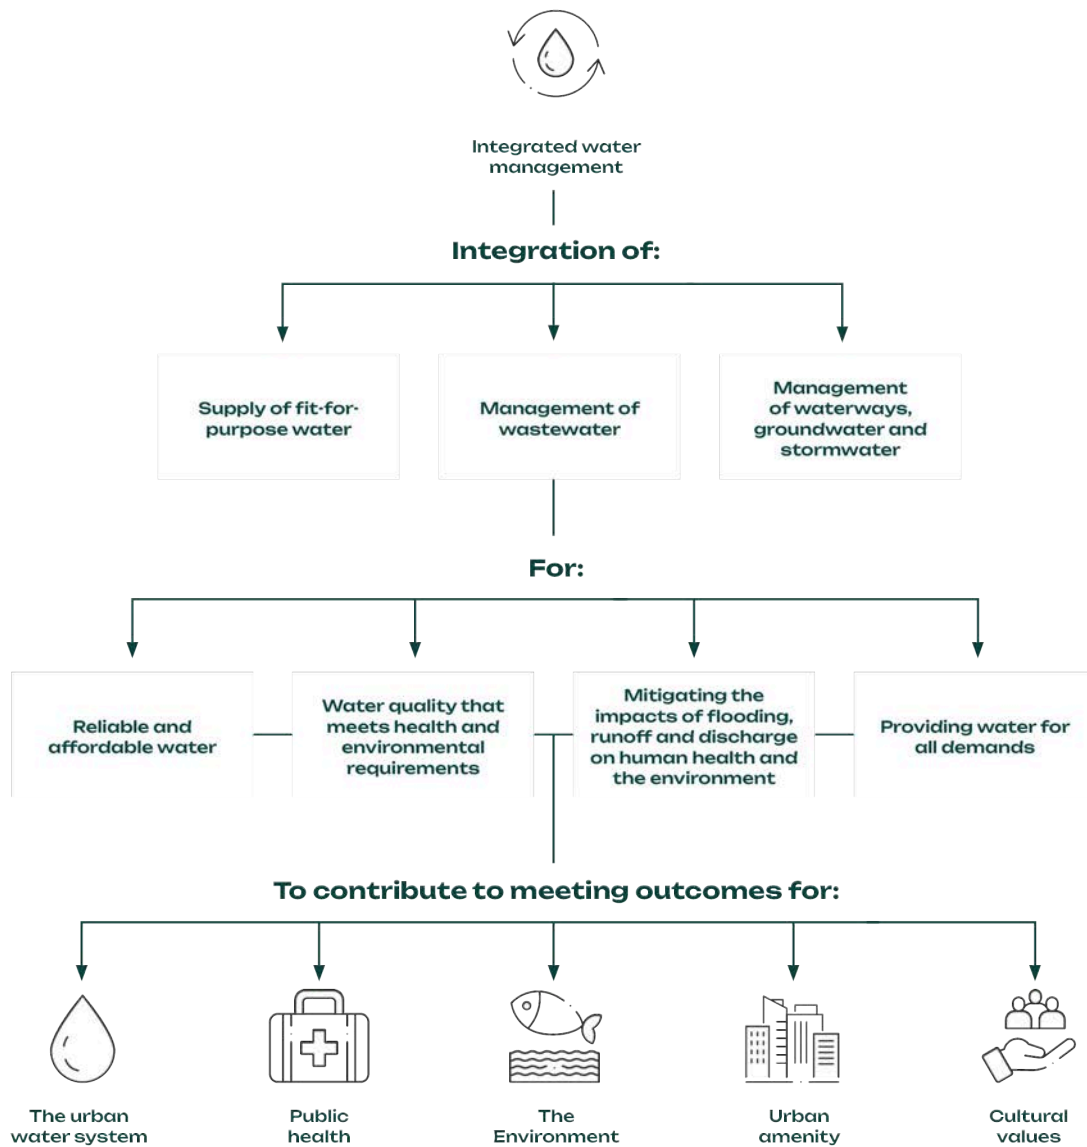 Integrated water
management
Integration of:
Supply of fit-for-
purpose water
Management of
wastewater
Management
of waterways,
groundwater and
stormwater
For:
Reliable and
affordable water
Water quality that
meets health and
environmental
requirements
Mitigating the
impacts of flooding,
runoff and discharge
on human health and
the environment
Providing water for
all demands
To contribute to meeting outcomes for:
The urban
water system
Public
health
The
Environment
Urban
amenity
Cultural
values